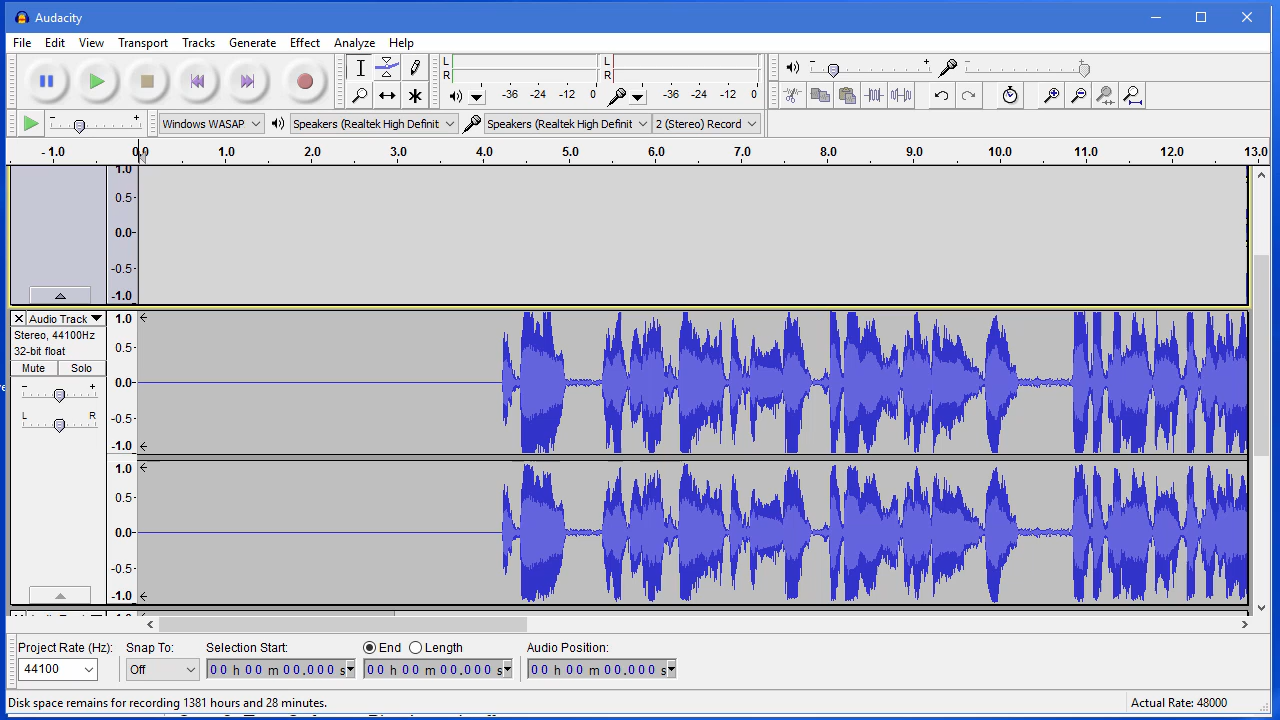 Audacity
File Edit View Transport Tracks Generate Effect Analyze Help
L R -36 -24 -12 0 L R -36 -24 -12 0
Windows WASAP Speakers (Realtek High Definit Speakers (Realtek High Definit 2 (Stereo) Record
- 1.0 0.0 1.0 2.0 3.0 4.0 5.0 6.0 7.0 8.0 9.0 10.0 11.0 12.0 13.0
1.0
0.5
0.0
-0.5
-1.0
Audio Track 1.0
Stereo, 44100Hz
32-bit float 0.5
Mute Solo
0.0
- +
L R -0.5
-1.0
1.0
0.5
0.0
-0.5
-1.0
Project Rate (Hz): Snap To: Selection Start: End Length Audio Position:
44100 Off 00 h 00 m 00.000 s 00 h 00 m 00.000 s 00 h 00 m 00.000 s
Disk space remains for recording 1381 hours and 28 minutes. Actual Rate: 48000